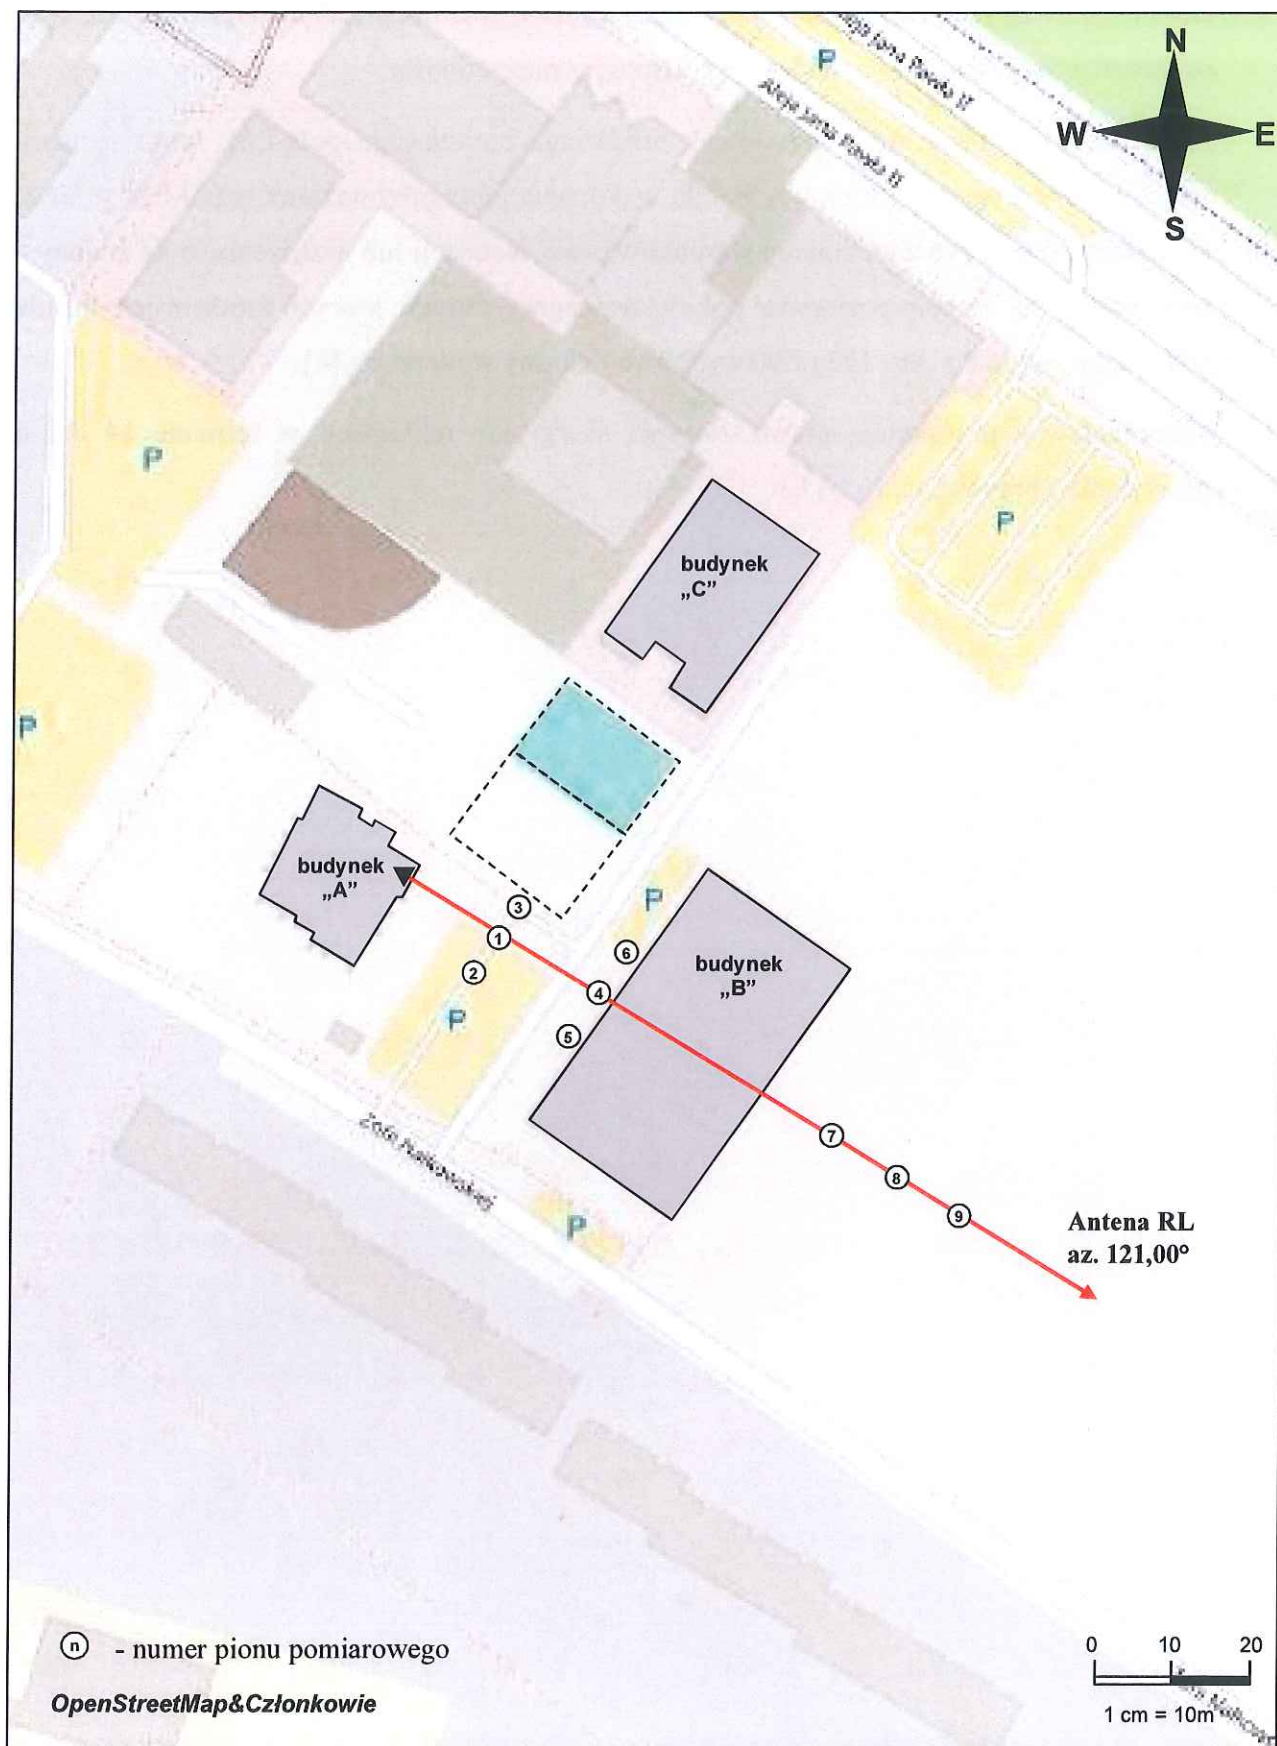 P
Aleja Jana Pawła II
Aleja Jana Pawła II
N
W
E
S
P
P
budynek
„C”
P
budynek
„A”
P
3
1
6
2
budynek
„B”
4
P
5
7
8
9
P
Antena RL
az. 121,00°
n - numer pionu pomiarowego
OpenStreetMap&Członkowie
0 10 20
1 cm = 10m